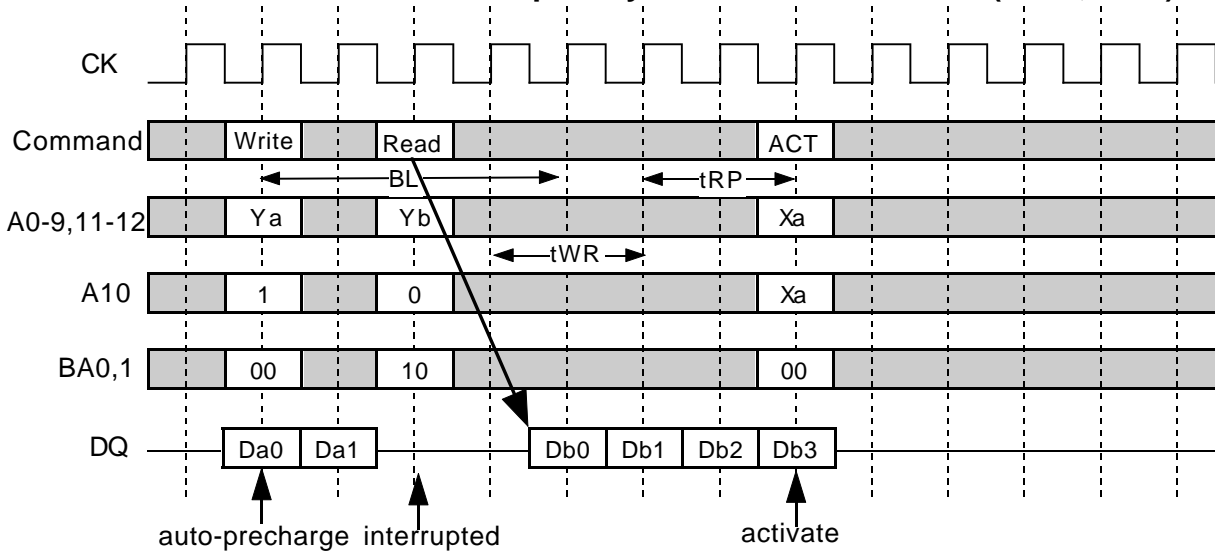 CK
Command Write Read ACT
BL tRP
A0-9,11-12 Ya Yb Xa
tWR
A10 1 0 Xa
BA0,1 00 10 00
DQ Da0 Da1 Db0 Db1 Db2 Db3
auto-precharge interrupted activate